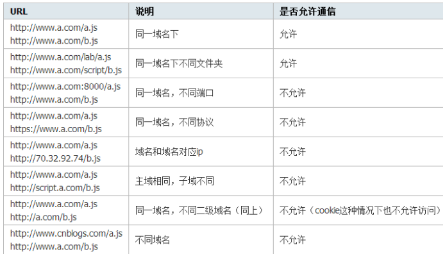 URL 说明 是否允许通信
http://www.a.com/a.js
http://www.a.com/b.js
同一域名下 允许
http://www.a.com/lab/a.js
http://www.a.com/script/b.js
同一域名下不同文件夹 允许
http://www.a.com:8000/a.js
http://www.a.com/b.js
同一域名，不同端口 不允许
http://www.a.com/a.js
https://www.a.com/b.js
同一域名，不同协议 不允许
http://www.a.com/a.js
http://70.32.92.74/b.js
域名和域名对应ip 不允许
http://www.a.com/a.js
http://script.a.com/b.js
主域相同，子域不同 不允许
http://www.a.com/a.js
http://a.com/b.js
同一域名，不同二级域名（同上） 不允许（cookie这种情况下也不允许访问）
http://www.cnblogs.com/a.js
http://www.a.com/b.js
不同域名 不允许